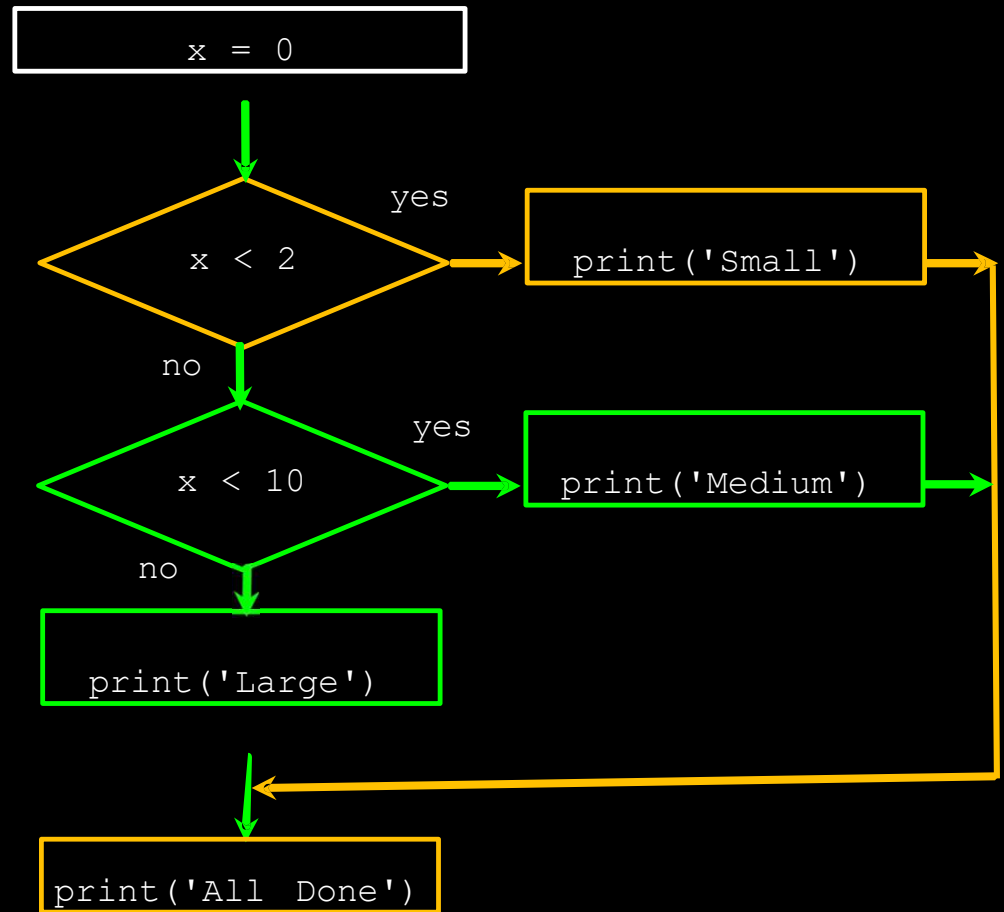 x = 0
yes
x < 2
print('Small')
no
yes
x < 10
print('Medium')
no
print('Large')
print('All Done')